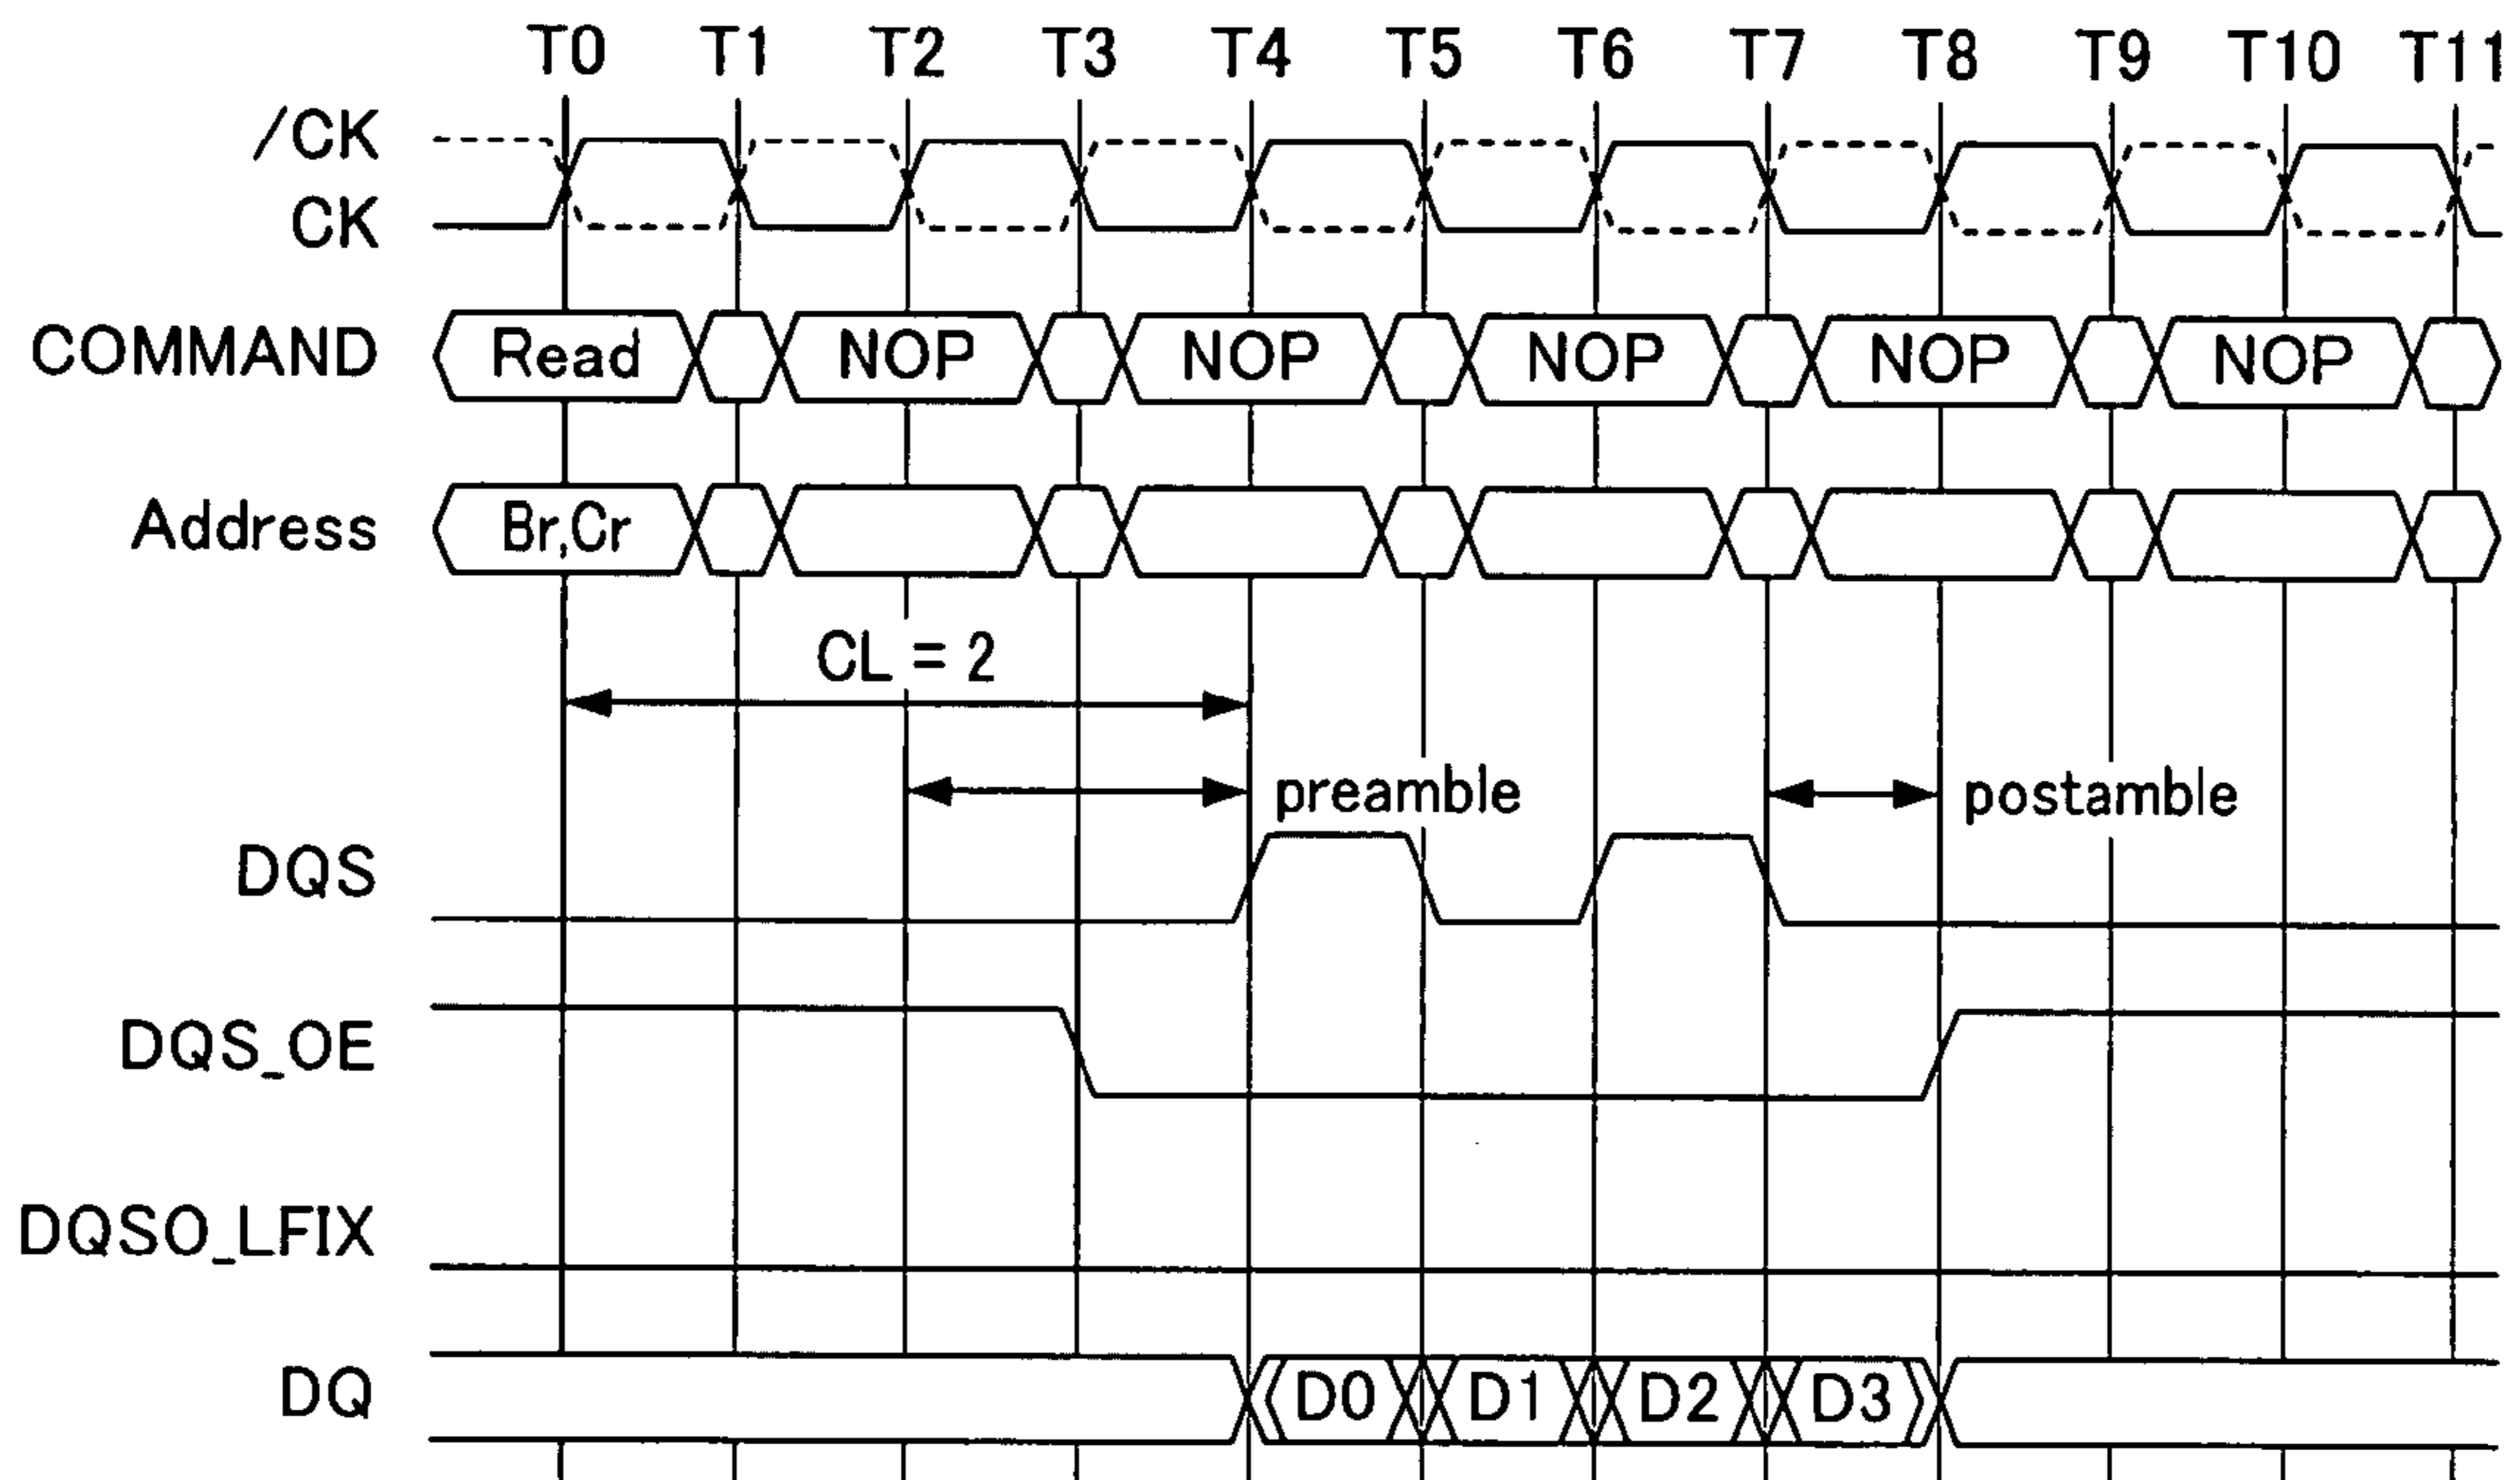 T0 T1 T2 T3 T4 T5 T6 T7 T8 T9 T10 T11
/CK
CK
COMMAND Read NOP NOP NOP NOP NOP
Address Br,Cr
CL = 2
preamble postamble
DQS
DQS_OE
DQSO_LFIX
DQ D0 D1 D2 D3